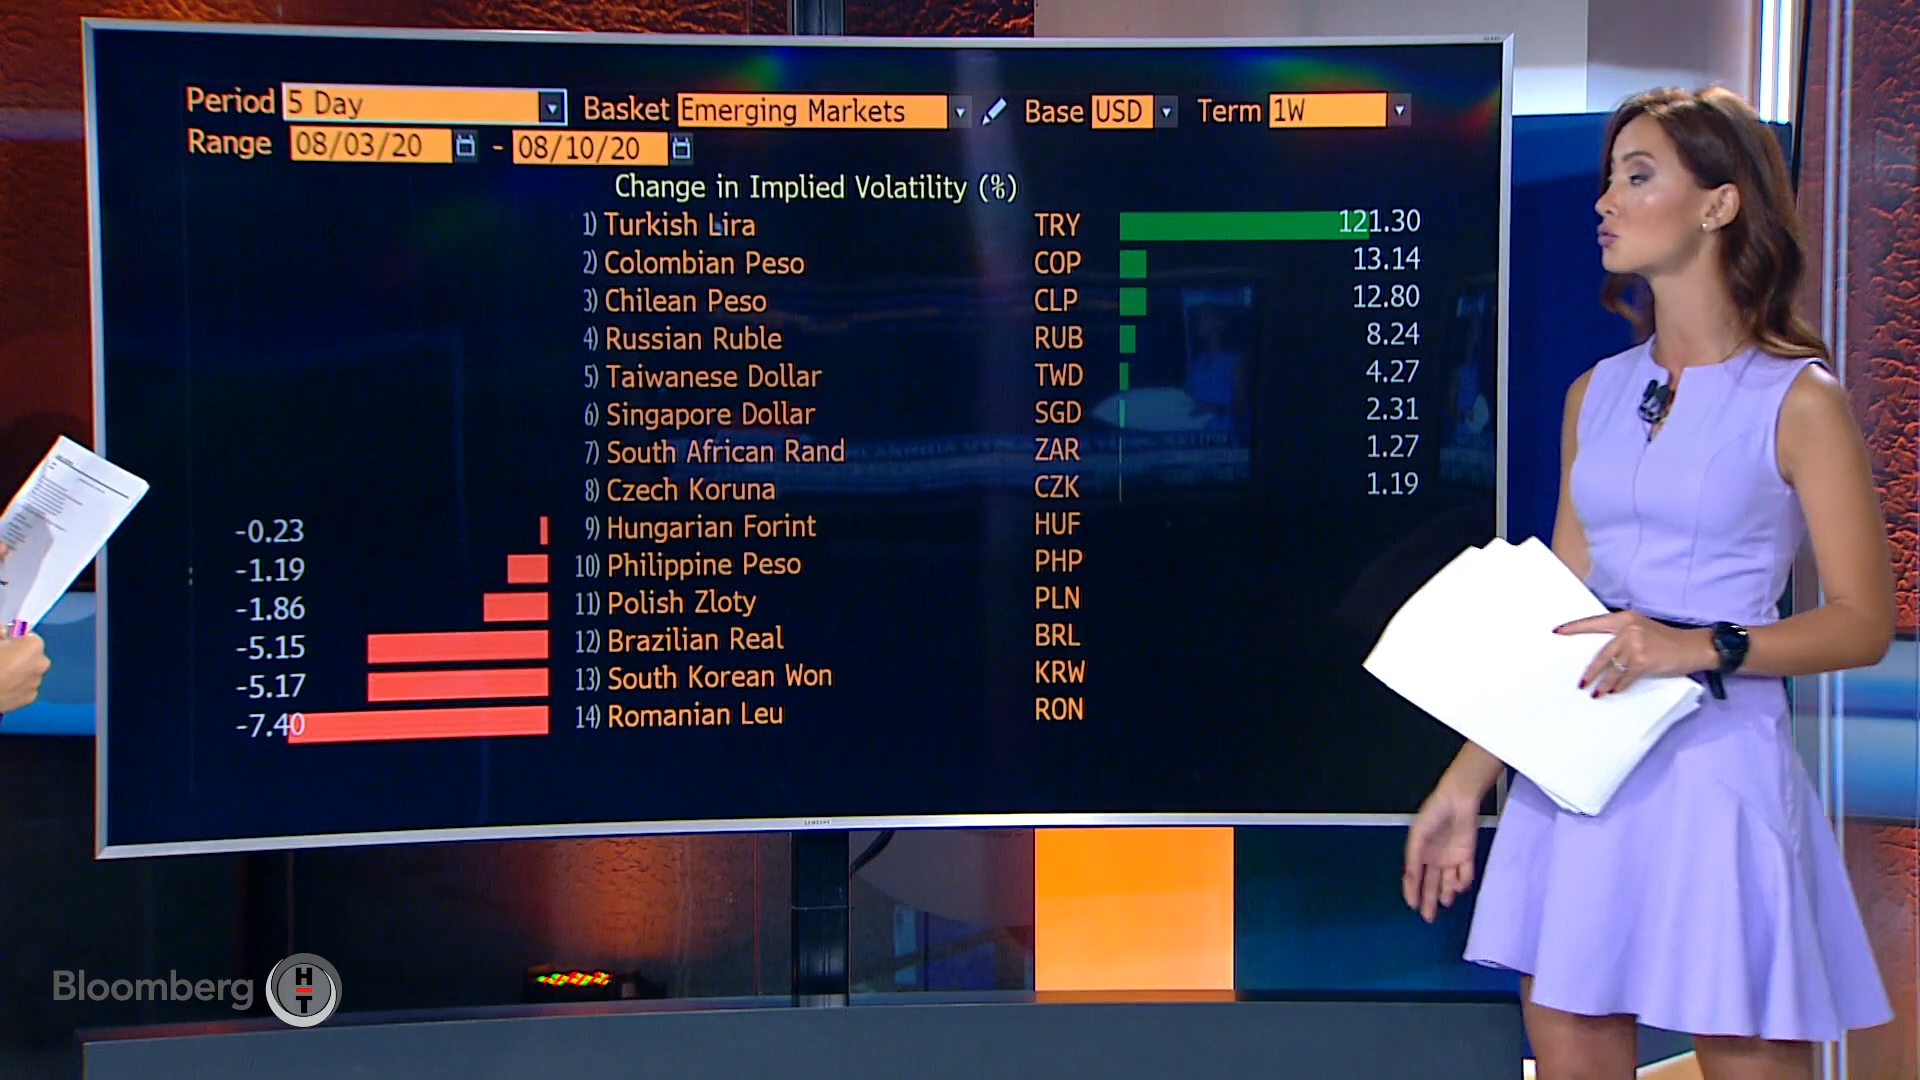 Period 5 Day Basket Emerging Markets Base USD Term 1W
Range 08/03/20 - 08/10/20
Change in Implied Volatility (%)
1) Turkish Lira TRY 121.30
2) Colombian Peso COP 13.14
3) Chilean Peso CLP 12.80
4) Russian Ruble RUB 8.24
5) Taiwanese Dollar TWD 4.27
6) Singapore Dollar SGD 2.31
7) South African Rand ZAR 1.27
8) Czech Koruna CZK 1.19
-0.23 9) Hungarian Forint HUF
-1.19 10) Philippine Peso PHP
-1.86 11) Polish Zloty PLN
-5.15 12) Brazilian Real BRL
-5.17 13) South Korean Won KRW
-7.40 14) Romanian Leu RON
SAMSUNG
Bloomberg HT